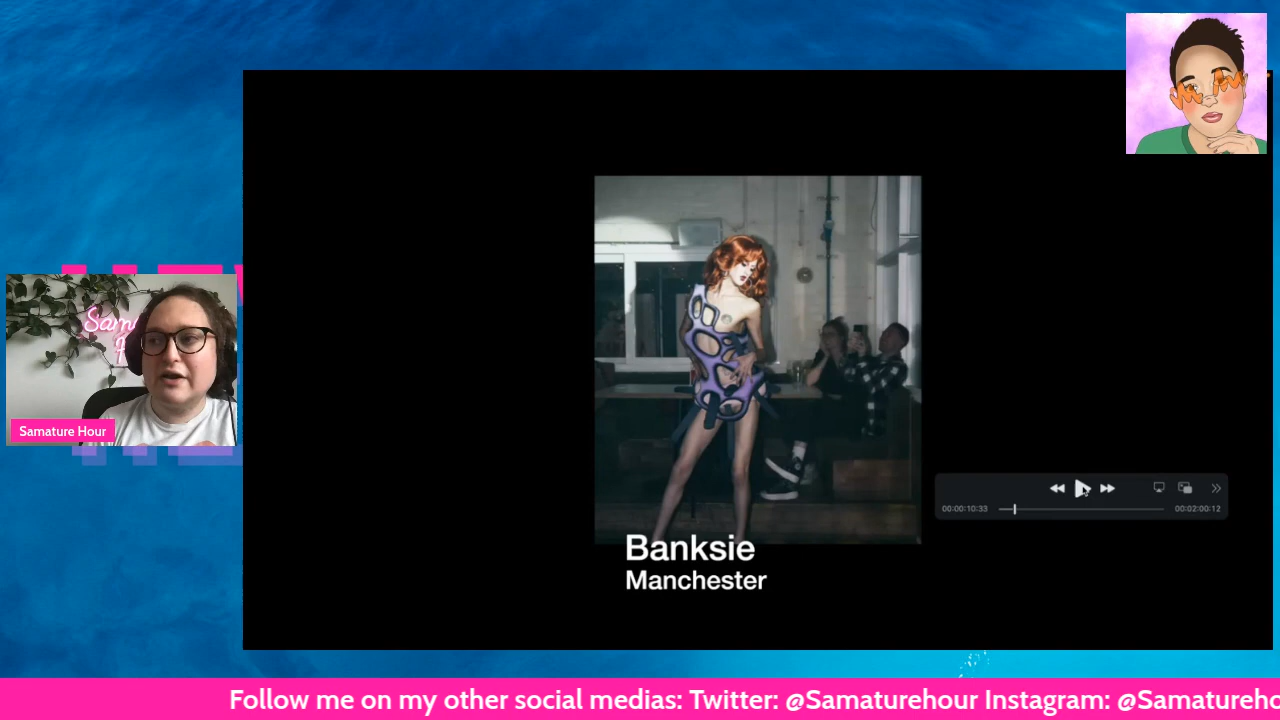 Samature Hour
Banksie
Manchester
00:00:10:33
00:02:00:12
Follow me on my other social medias: Twitter: @Samaturehour Instagram: